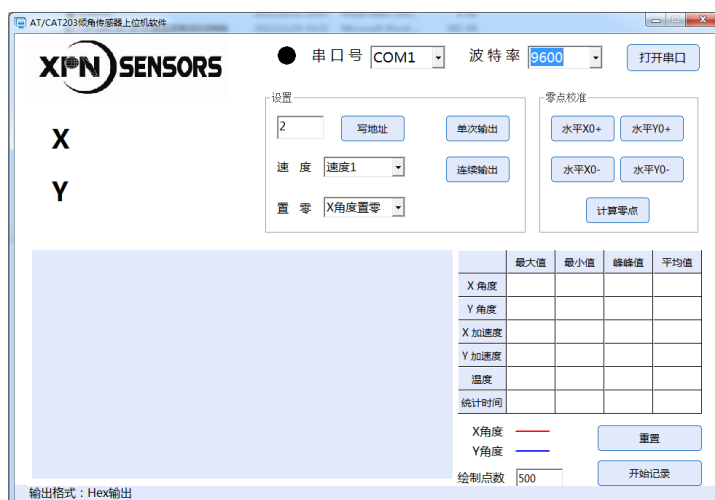 AT/CAT203倾角传感器上位机软件
XPN SENSORS
串口号 COM1 波特率 9600 打开串口
设置
零点校准
2 写地址 单次输出 水平X0+ 水平Y0+
X
速 度 速度1 连续输出 水平X0- 水平Y0-
Y
置 零 X角度置零 计算零点
最大值 最小值 峰峰值 平均值
X 角度
Y 角度
X 加速度
Y 加速度
温度
统计时间
X角度
重置
Y角度
绘制点数 500 开始记录
输出格式：Hex输出